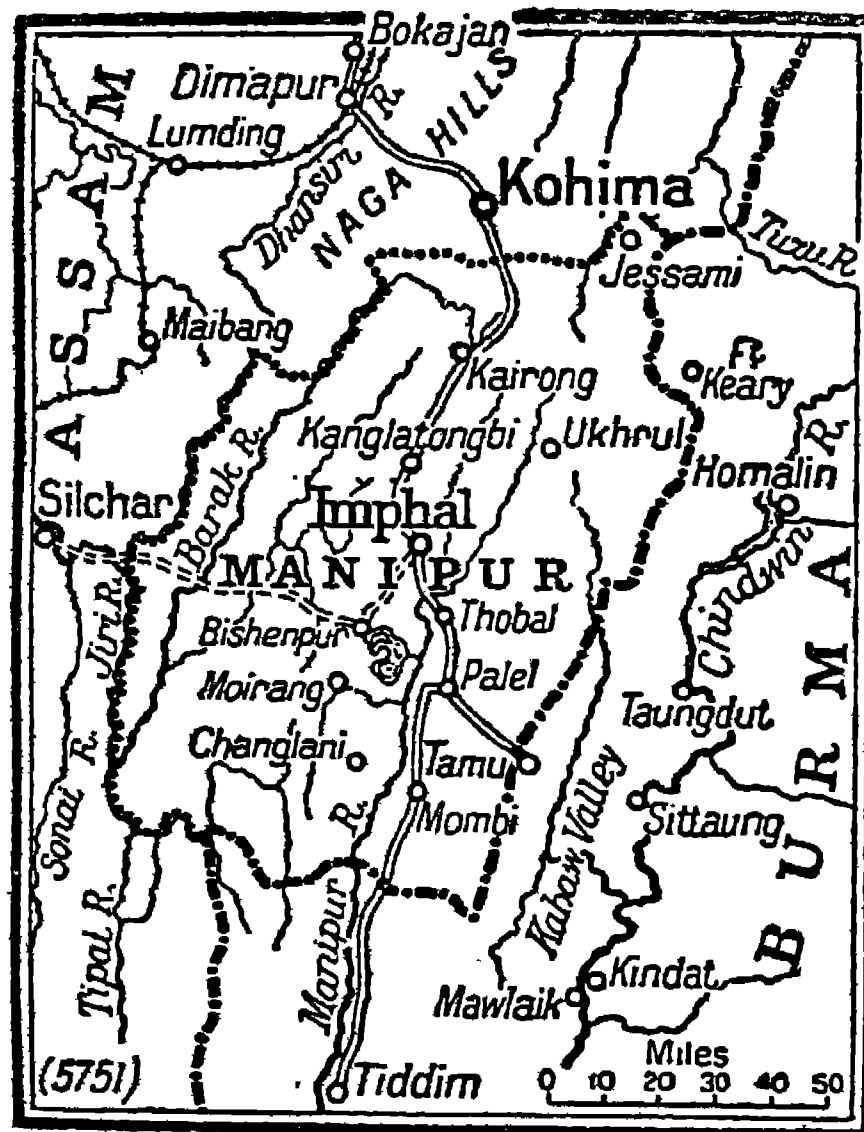 Bokajan
Dimapur
R.
Lumding
Dhansiri
NAGA HILLS
Kohima
ASSAM
Tuzu R
Jessami
Maibang
Kairong
Ft Keary
Kanglatongbi
Ukhrul
Homalin
Silchar
Barak R.
Imphal
MANIPUR
Chindwin R.
Jiri R.
Bishenpur
Thobal
Moirang
Palel
Taungdut
Changlani
Tamu
Sonai R.
Mombi
Sittaung
Kabaw Valley
BURMA
Tipal R.
Manipur R.
Kindat
Mawlaik
(5751)
Tiddim
Miles
0 10 20 30 40 50